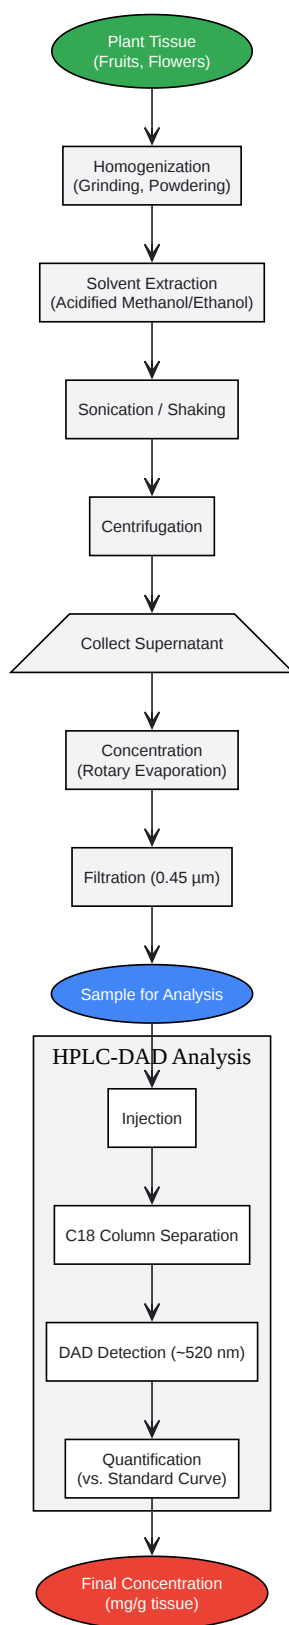 Plant Tissue
(Fruits, Flowers)
Homogenization
(Grinding, Powdering)
Solvent Extraction
(Acidified Methanol/Ethanol)
Sonication / Shaking
Centrifugation
Collect Supernatant
Concentration
(Rotary Evaporation)
Filtration (0.45 µm)
Sample for Analysis
HPLC-DAD Analysis
Injection
C18 Column Separation
DAD Detection (~520 nm)
Quantification
(vs. Standard Curve)
Final Concentration
(mg/g tissue)